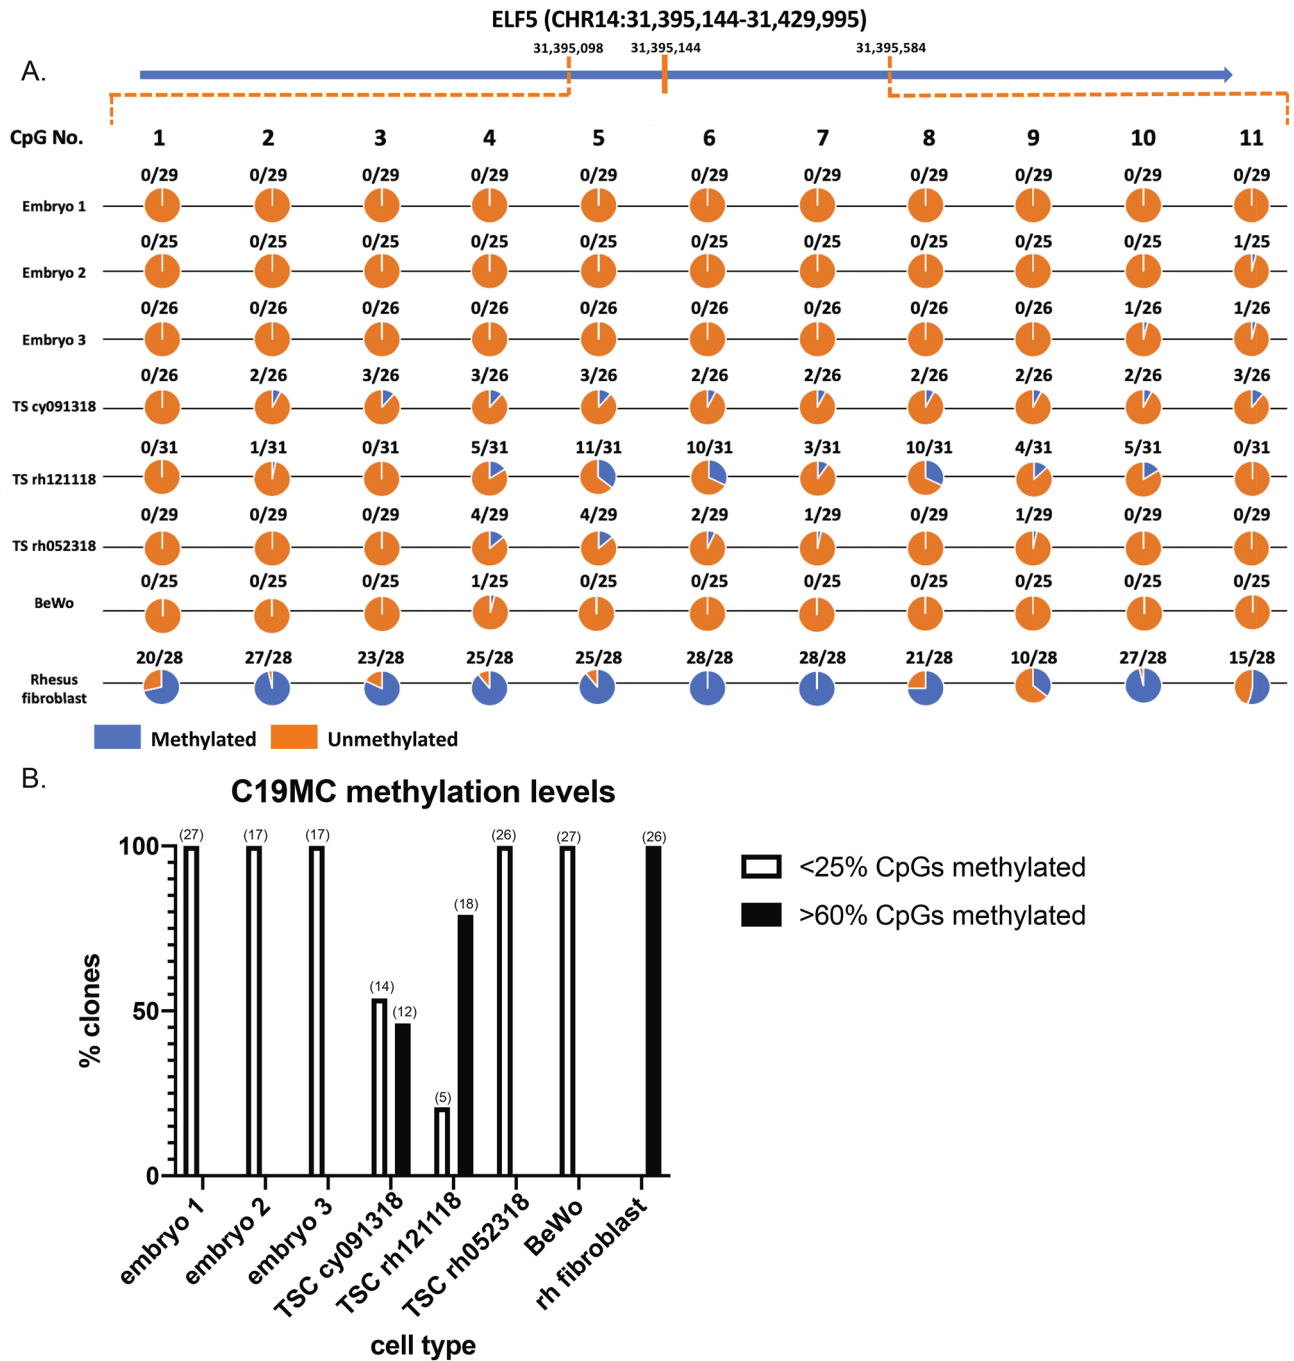 ELF5 (CHR14:31,395,144-31,429,995)
31,395,098 31,395,144 31,395,584
A.
CpG No. 1 2 3 4 5 6 7 8 9 10 11
0/29 0/29 0/29 0/29 0/29 0/29 0/29 0/29 0/29 0/29 0/29
Embryo 1
0/25 0/25 0/25 0/25 0/25 0/25 0/25 0/25 0/25 0/25 1/25
Embryo 2
0/26 0/26 0/26 0/26 0/26 0/26 0/26 0/26 0/26 1/26 1/26
Embryo 3
0/26 2/26 3/26 3/26 3/26 2/26 2/26 2/26 2/26 2/26 3/26
TS cy091318
0/31 1/31 0/31 5/31 11/31 10/31 3/31 10/31 4/31 5/31 0/31
TS rh121118
0/29 0/29 0/29 4/29 4/29 2/29 1/29 0/29 1/29 0/29 0/29
TS rh052318
0/25 0/25 0/25 1/25 0/25 0/25 0/25 0/25 0/25 0/25 0/25
BeWo
20/28 27/28 23/28 25/28 25/28 28/28 28/28 21/28 10/28 27/28 15/28
Rhesus
fibroblast
Methylated Unmethylated
B.
C19MC methylation levels
(27) (17) (17) (26) (27) (26)
100
<25% CpGs methylated
(18)
>60% CpGs methylated
(14)
(12)
50
(5)
0
% clones
embryo 1
embryo 2
embryo 3
TSC cy091318
TSC rh121118
TSC rh052318
BeWo
rh fibroblast
cell type